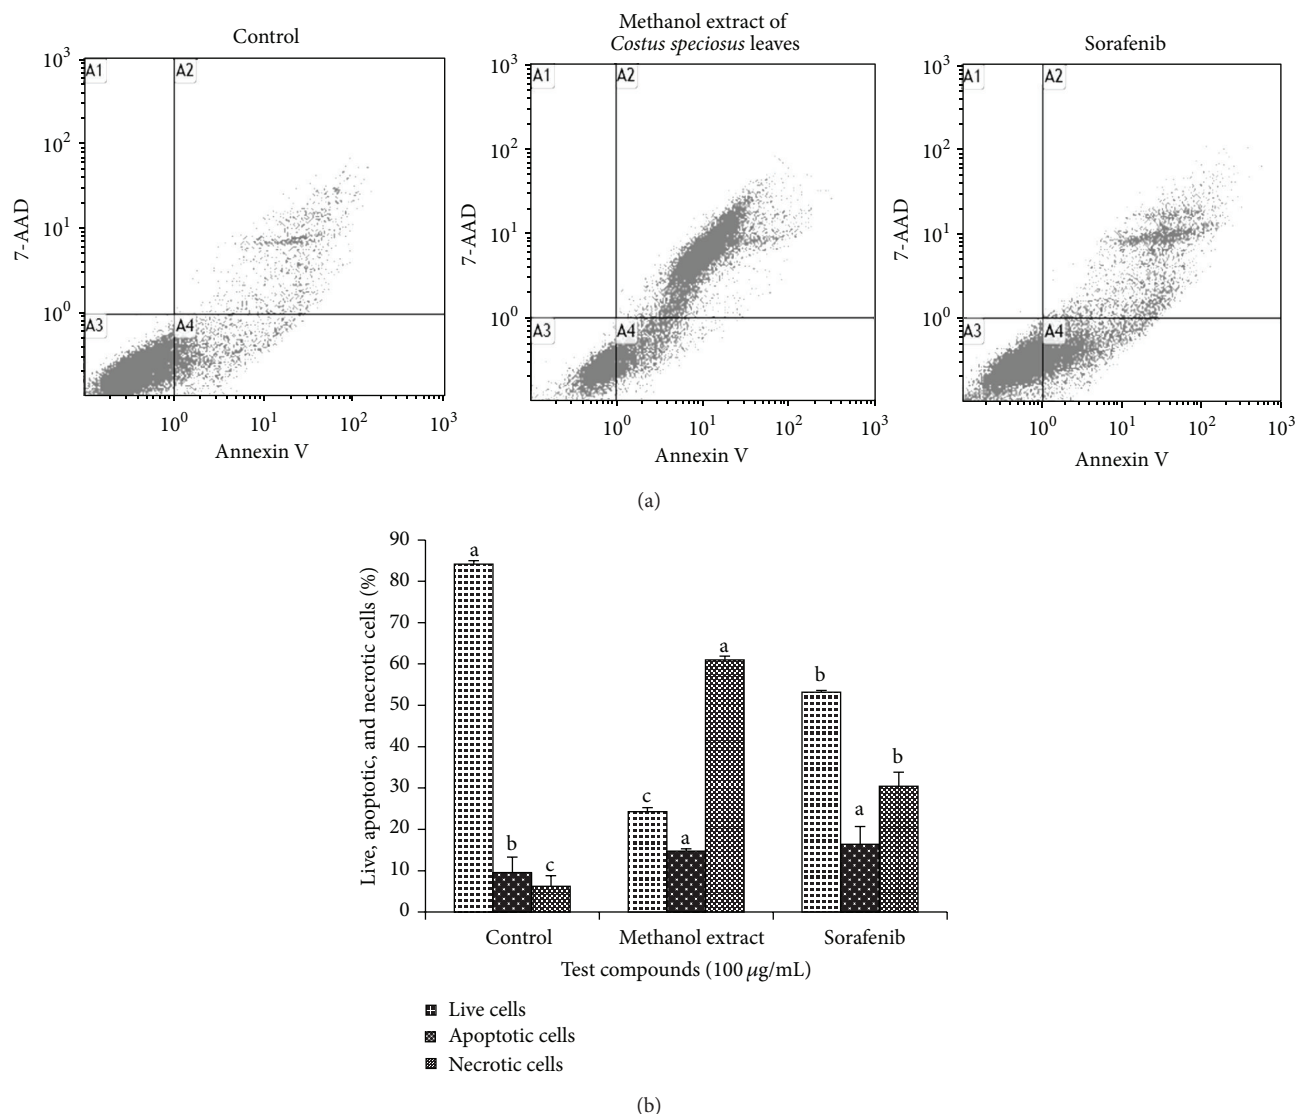 Control
Methanol extract of
Costus speciosus leaves
Sorafenib
10³
10²
10¹
10⁰
7-AAD
A1
A2
A3
A4
10⁰ 10¹ 10² 10³
Annexin V
10³
10²
10¹
10⁰
7-AAD
A1
A2
A3
A4
10⁰ 10¹ 10² 10³
Annexin V
10³
10²
10¹
10⁰
7-AAD
A1
A2
A3
A4
10⁰ 10¹ 10² 10³
Annexin V
(a)
Live, apoptotic, and necrotic cells (%)
90
80
70
60
50
40
30
20
10
0
a
b
c
c
a
a
b
a
b
Control
Methanol extract
Sorafenib
Test compounds (100 μg/mL)
Live cells
Apoptotic cells
Necrotic cells
(b)